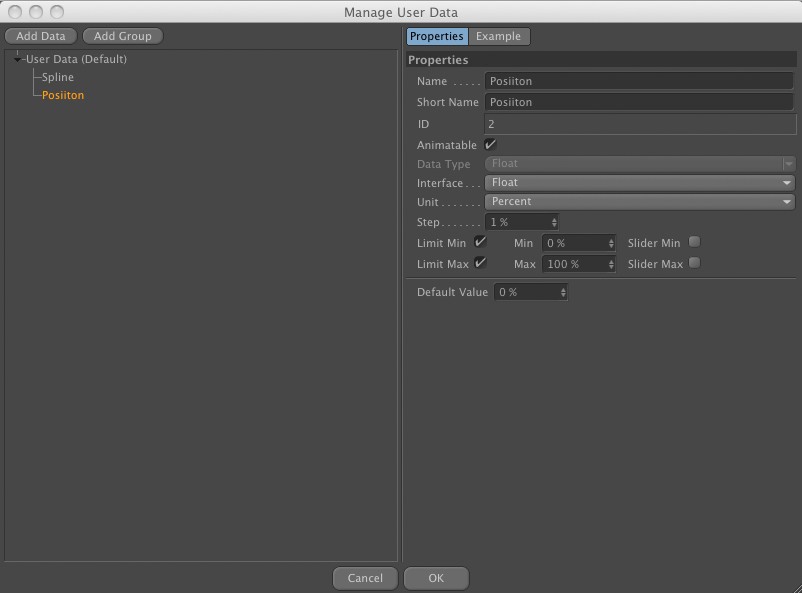 Manage User Data
Add Data Add Group
User Data (Default)
Spline
Posiiton
Properties Example
Properties
Name ..... Posiiton
Short Name Posiiton
ID 2
Animatable
Data Type Float
Interface... Float
Unit....... Percent
Step....... 1 %
Limit Min Min 0 % Slider Min
Limit Max Max 100 % Slider Max
Default Value 0 %
Cancel OK